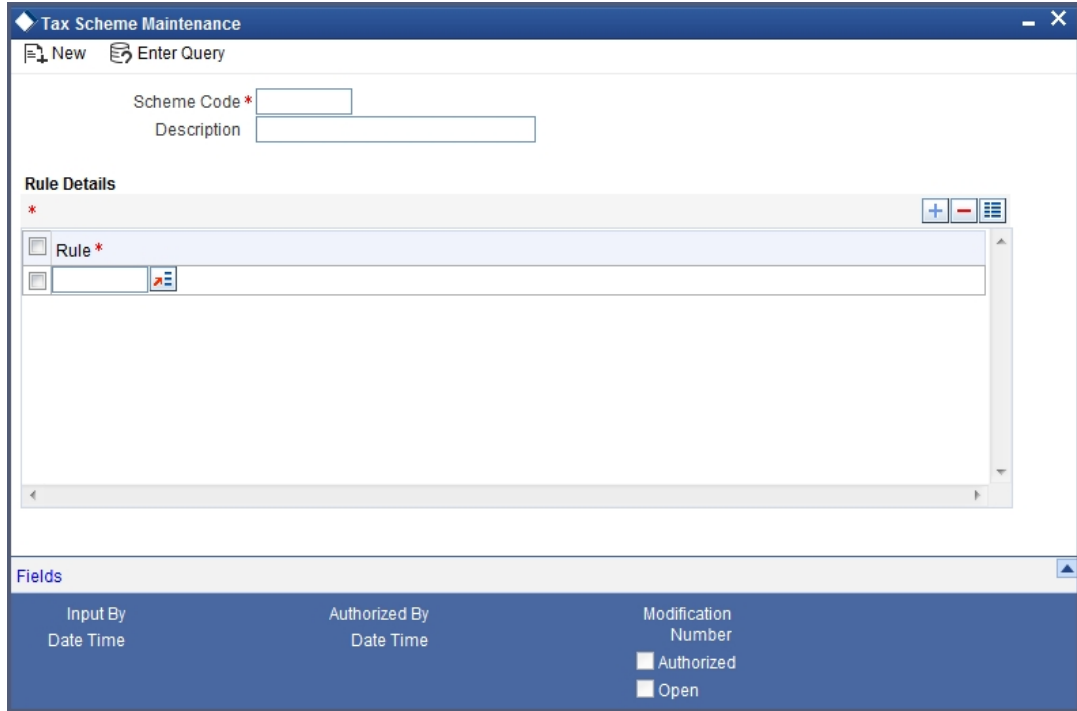 Tax Scheme Maintenance
New Enter Query
Scheme Code *
Description
Rule Details
*
Rule *
Fields
Input By Authorized By Modification
Date Time Date Time Number
Authorized
Open